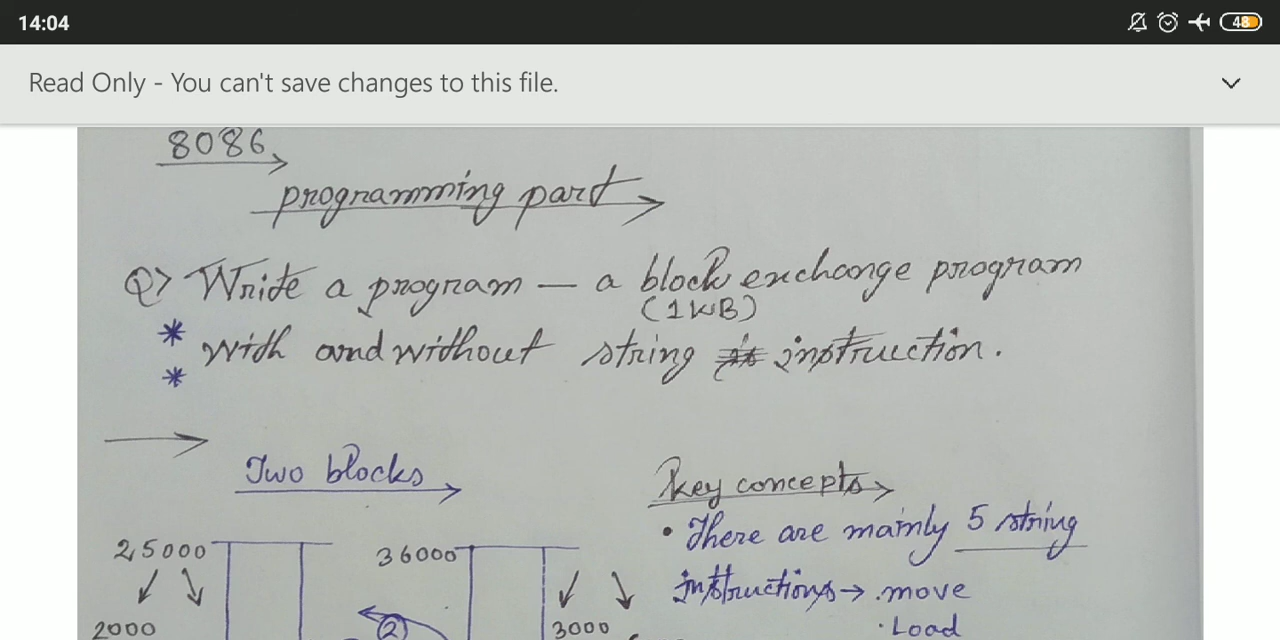 14:04
48
Read Only - You can't save changes to this file.
8086
programming part
Q> Write a program — a block exchange program
(1KB)
* with and without string instruction.
*
Two blocks
Key concepts
• There are mainly 5 string
instructions → .move
· Load
25000
36000
2000
②
3000